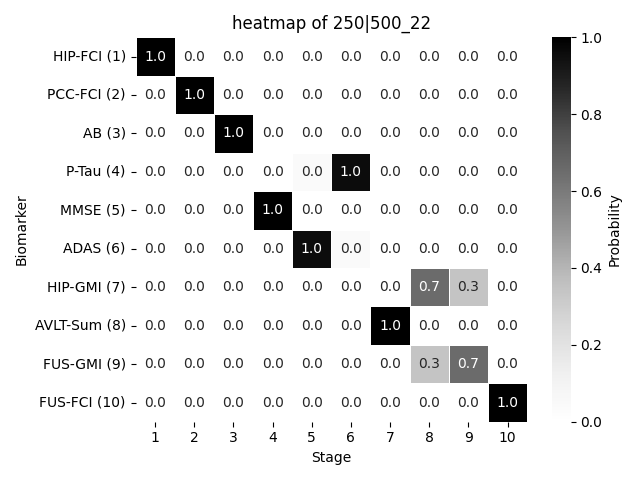 heatmap of 250|500_22
Biomarker
HIP-FCI (1) 1.0 0.0 0.0 0.0 0.0 0.0 0.0 0.0 0.0 0.0
PCC-FCI (2) 0.0 1.0 0.0 0.0 0.0 0.0 0.0 0.0 0.0 0.0
AB (3) 0.0 0.0 1.0 0.0 0.0 0.0 0.0 0.0 0.0 0.0
P-Tau (4) 0.0 0.0 0.0 0.0 0.0 1.0 0.0 0.0 0.0 0.0
MMSE (5) 0.0 0.0 0.0 1.0 0.0 0.0 0.0 0.0 0.0 0.0
ADAS (6) 0.0 0.0 0.0 0.0 1.0 0.0 0.0 0.0 0.0 0.0
HIP-GMI (7) 0.0 0.0 0.0 0.0 0.0 0.0 0.0 0.7 0.3 0.0
AVLT-Sum (8) 0.0 0.0 0.0 0.0 0.0 0.0 1.0 0.0 0.0 0.0
FUS-GMI (9) 0.0 0.0 0.0 0.0 0.0 0.0 0.0 0.3 0.7 0.0
FUS-FCI (10) 0.0 0.0 0.0 0.0 0.0 0.0 0.0 0.0 0.0 1.0
1 2 3 4 5 6 7 8 9 10
Stage
1.0
0.8
0.6
0.4
0.2
0.0
Probability